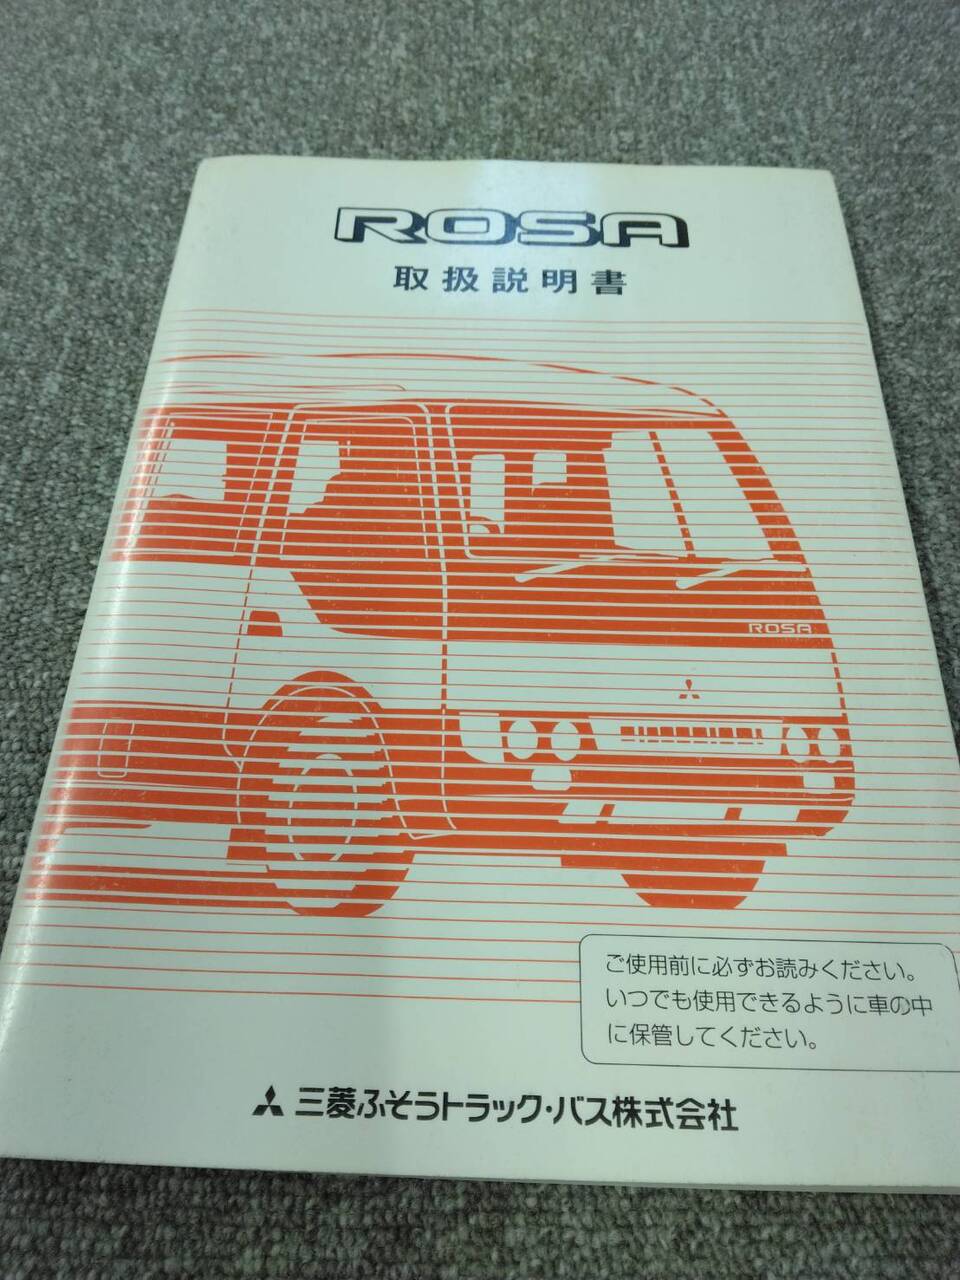 ROSA
取扱説明書
ROSA
ご使用前に必ずお読みください。
いつでも使用できるように車の中
に保管してください。
三菱ふそうトラック・バス株式会社